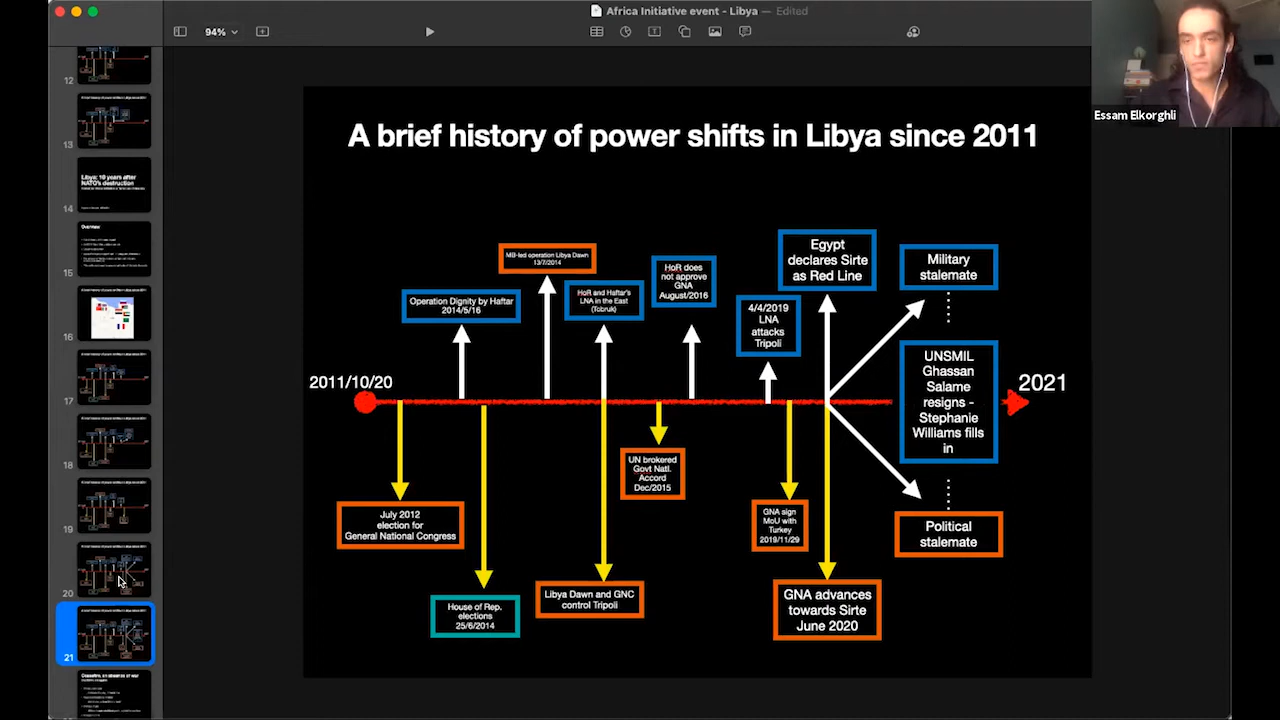 Africa Initiative event - Libya — Edited
94%
Essam Elkorghli
12
13
Libya: 10 years after
NATO's destruction
14
Overview
15
16
17
18
19
20
21
Ceasefire, an absence of war
A brief history of power shifts in Libya since 2011
MB-led operation Libya Dawn
13/7/2014
Egypt
declares Sirte
as Red Line
Military
stalemate
HoR does
not approve
GNA
August/2016
Operation Dignity by Haftar
2014/5/16
HoR and Haftar's
LNA in the East
(Tobruk)
4/4/2019
LNA
attacks
Tripoli
2011/10/20
UNSMIL
Ghassan
Salame
resigns -
Stephanie
Williams fills
in
2021
UN brokered
Govt Natl.
Accord
Dec/2015
July 2012
election for
General National Congress
GNA sign
MoU with
Turkey
2019/11/29
Political
stalemate
House of Rep.
elections
25/6/2014
Libya Dawn and GNC
control Tripoli
GNA advances
towards Sirte
June 2020